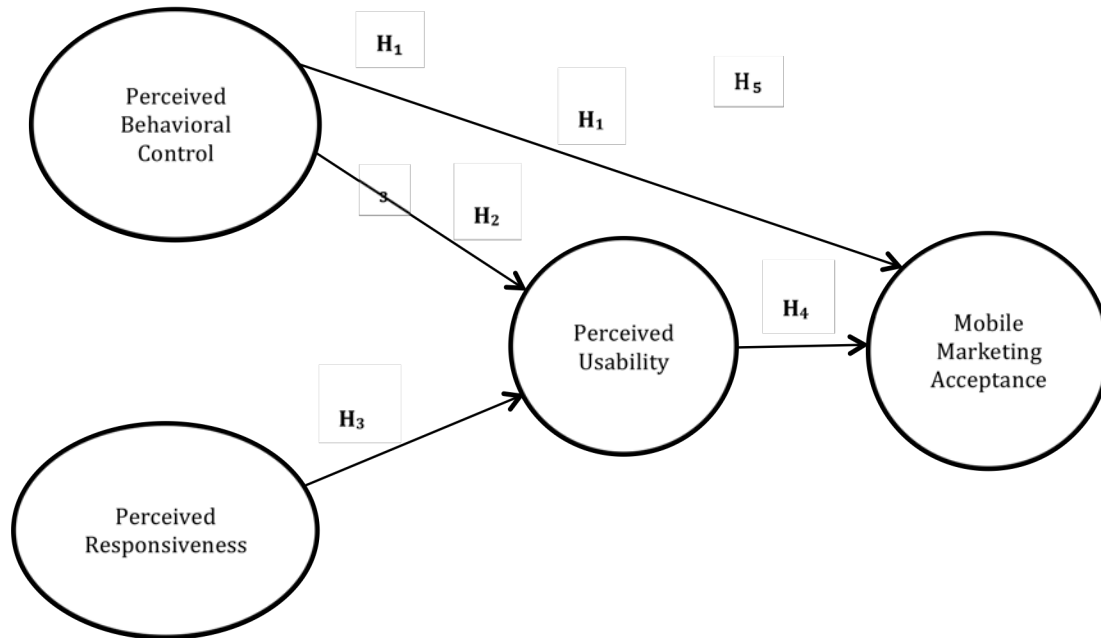 H₁
H₅
Perceived
Behavioral
Control
H₁
3
H₂
H₄
Perceived
Usability
Mobile
Marketing
Acceptance
H₃
Perceived
Responsiveness